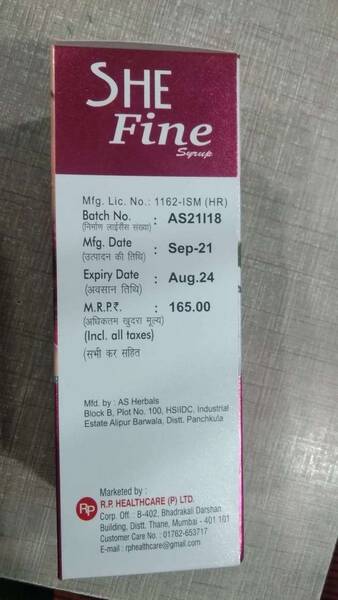 SHE
Fine
Syrup
Mfg. Lic. No.: 1162-ISM (HR)
Batch No. : AS21I18
(निर्माण लाईसैंस संख्या)
Mfg. Date : Sep-21
(उत्पादन की तिथि)
Expiry Date : Aug.24
(अवसान तिथि)
M.R.P.₹. : 165.00
(अधिकतम खुदरा मूल्य)
(Incl. all taxes)
(सभी कर सहित
Mfd. by : AS Herbals
Block B, Plot No. 100, HSIIDC, Industrial
Estate Alipur Barwala, Distt. Panchkula
Marketed by :
Rp R.P. HEALTHCARE (P) LTD.
Corp. Off. : B-402, Bhadrakali Darshan
Building, Distt. Thane, Mumbai - 401 101
Customer Care No. : 01762-653717
E-mail : rphealthcare@gmail.com